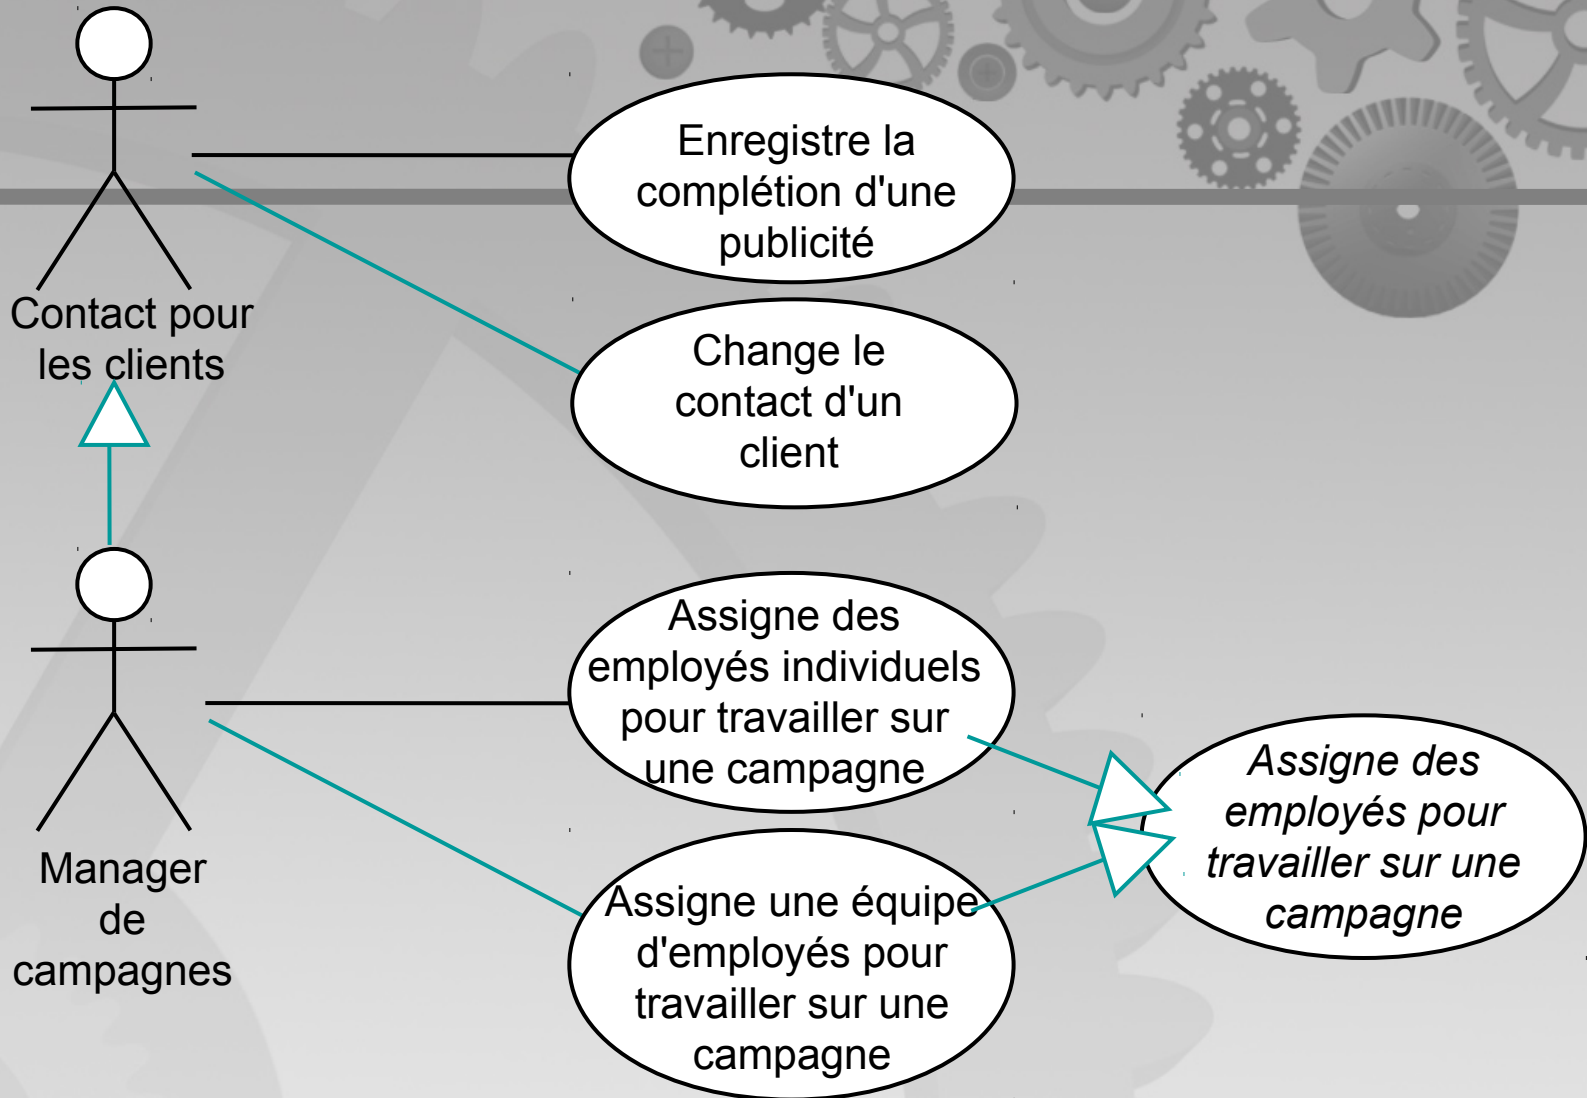 Enregistre la
complétion d'une
publicité
Contact pour
les clients
Change le
contact d'un
client
Assigne des
employés individuels
pour travailler sur
une campagne
Assigne des
employés pour
travailler sur une
campagne
Manager
de
campagnes
Assigne une équipe
d'employés pour
travailler sur une
campagne